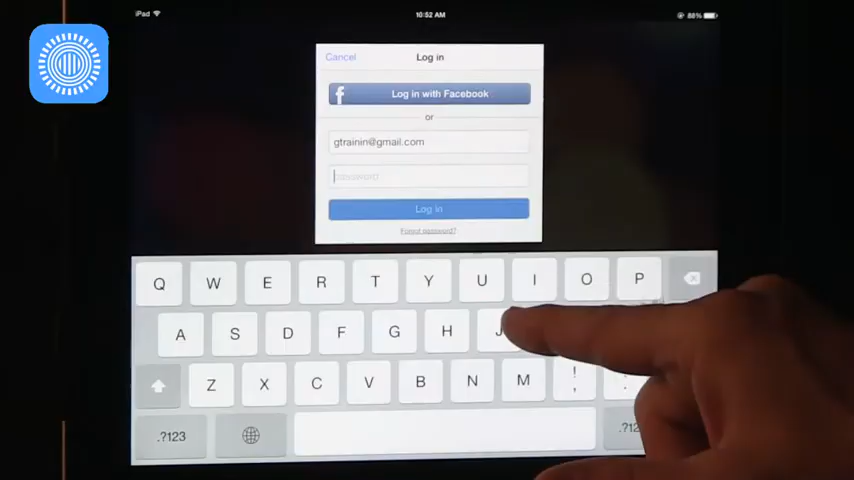 iPad
10:52 AM
88%
Cancel
Log in
f
Log in with Facebook
or
gtrainin@gmail.com
password
Log in
Forgot password?
Q W E R T Y U I O P
A S D F G H J
Z X C V B N M ! ,
.?123
.?12